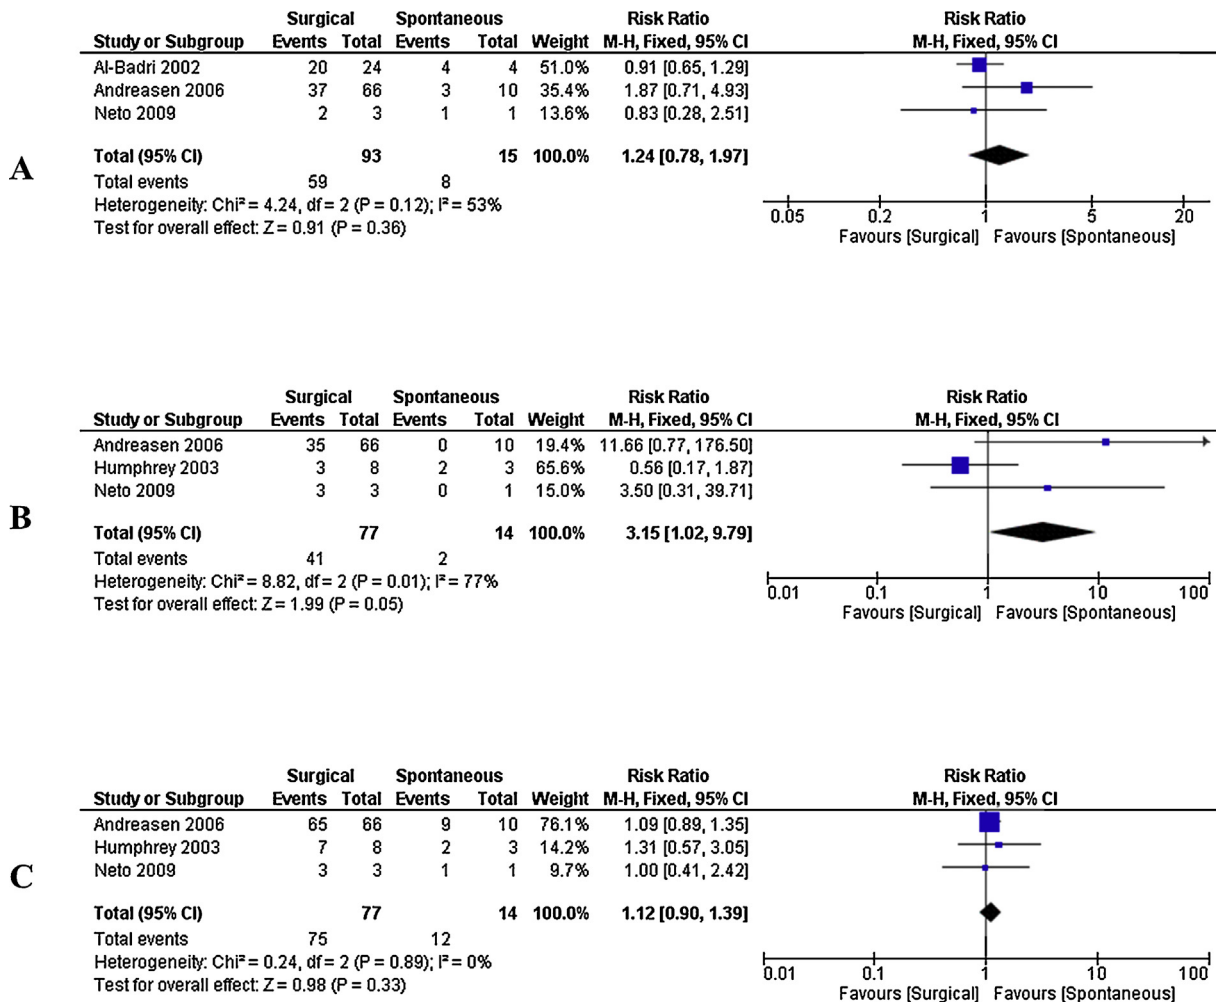 Surgical Spontaneous Risk Ratio Risk Ratio
Study or Subgroup Events Total Events Total Weight M-H, Fixed, 95% CI M-H, Fixed, 95% CI
Al-Badri 2002 20 24 4 4 51.0% 0.91 [0.65, 1.29]
Andreasen 2006 37 66 3 10 35.4% 1.87 [0.71, 4.93]
Neto 2009 2 3 1 1 13.6% 0.83 [0.28, 2.51]
A
Total (95% CI) 93 15 100.0% 1.24 [0.78, 1.97]
Total events 59 8
Heterogeneity: Chi² = 4.24, df = 2 (P = 0.12); I² = 53%
Test for overall effect: Z = 0.91 (P = 0.36)
0.05 0.2 1 5 20
Favours [Surgical] Favours [Spontaneous]
Surgical Spontaneous Risk Ratio Risk Ratio
Study or Subgroup Events Total Events Total Weight M-H, Fixed, 95% CI M-H, Fixed, 95% CI
Andreasen 2006 35 66 0 10 19.4% 11.66 [0.77, 176.50]
Humphrey 2003 3 8 2 3 65.6% 0.56 [0.17, 1.87]
Neto 2009 3 3 0 1 15.0% 3.50 [0.31, 39.71]
B
Total (95% CI) 77 14 100.0% 3.15 [1.02, 9.79]
Total events 41 2
Heterogeneity: Chi² = 8.82, df = 2 (P = 0.01); I² = 77%
Test for overall effect: Z = 1.99 (P = 0.05)
0.01 0.1 1 10 100
Favours [Surgical] Favours [Spontaneous]
Surgical Spontaneous Risk Ratio Risk Ratio
Study or Subgroup Events Total Events Total Weight M-H, Fixed, 95% CI M-H, Fixed, 95% CI
Andreasen 2006 65 66 9 10 76.1% 1.09 [0.89, 1.35]
Humphrey 2003 7 8 2 3 14.2% 1.31 [0.57, 3.05]
Neto 2009 3 3 1 1 9.7% 1.00 [0.41, 2.42]
C
Total (95% CI) 77 14 100.0% 1.12 [0.90, 1.39]
Total events 75 12
Heterogeneity: Chi² = 0.24, df = 2 (P = 0.89); I² = 0%
Test for overall effect: Z = 0.98 (P = 0.33)
0.01 0.1 1 10 100
Favours [Surgical] Favours [Spontaneous]